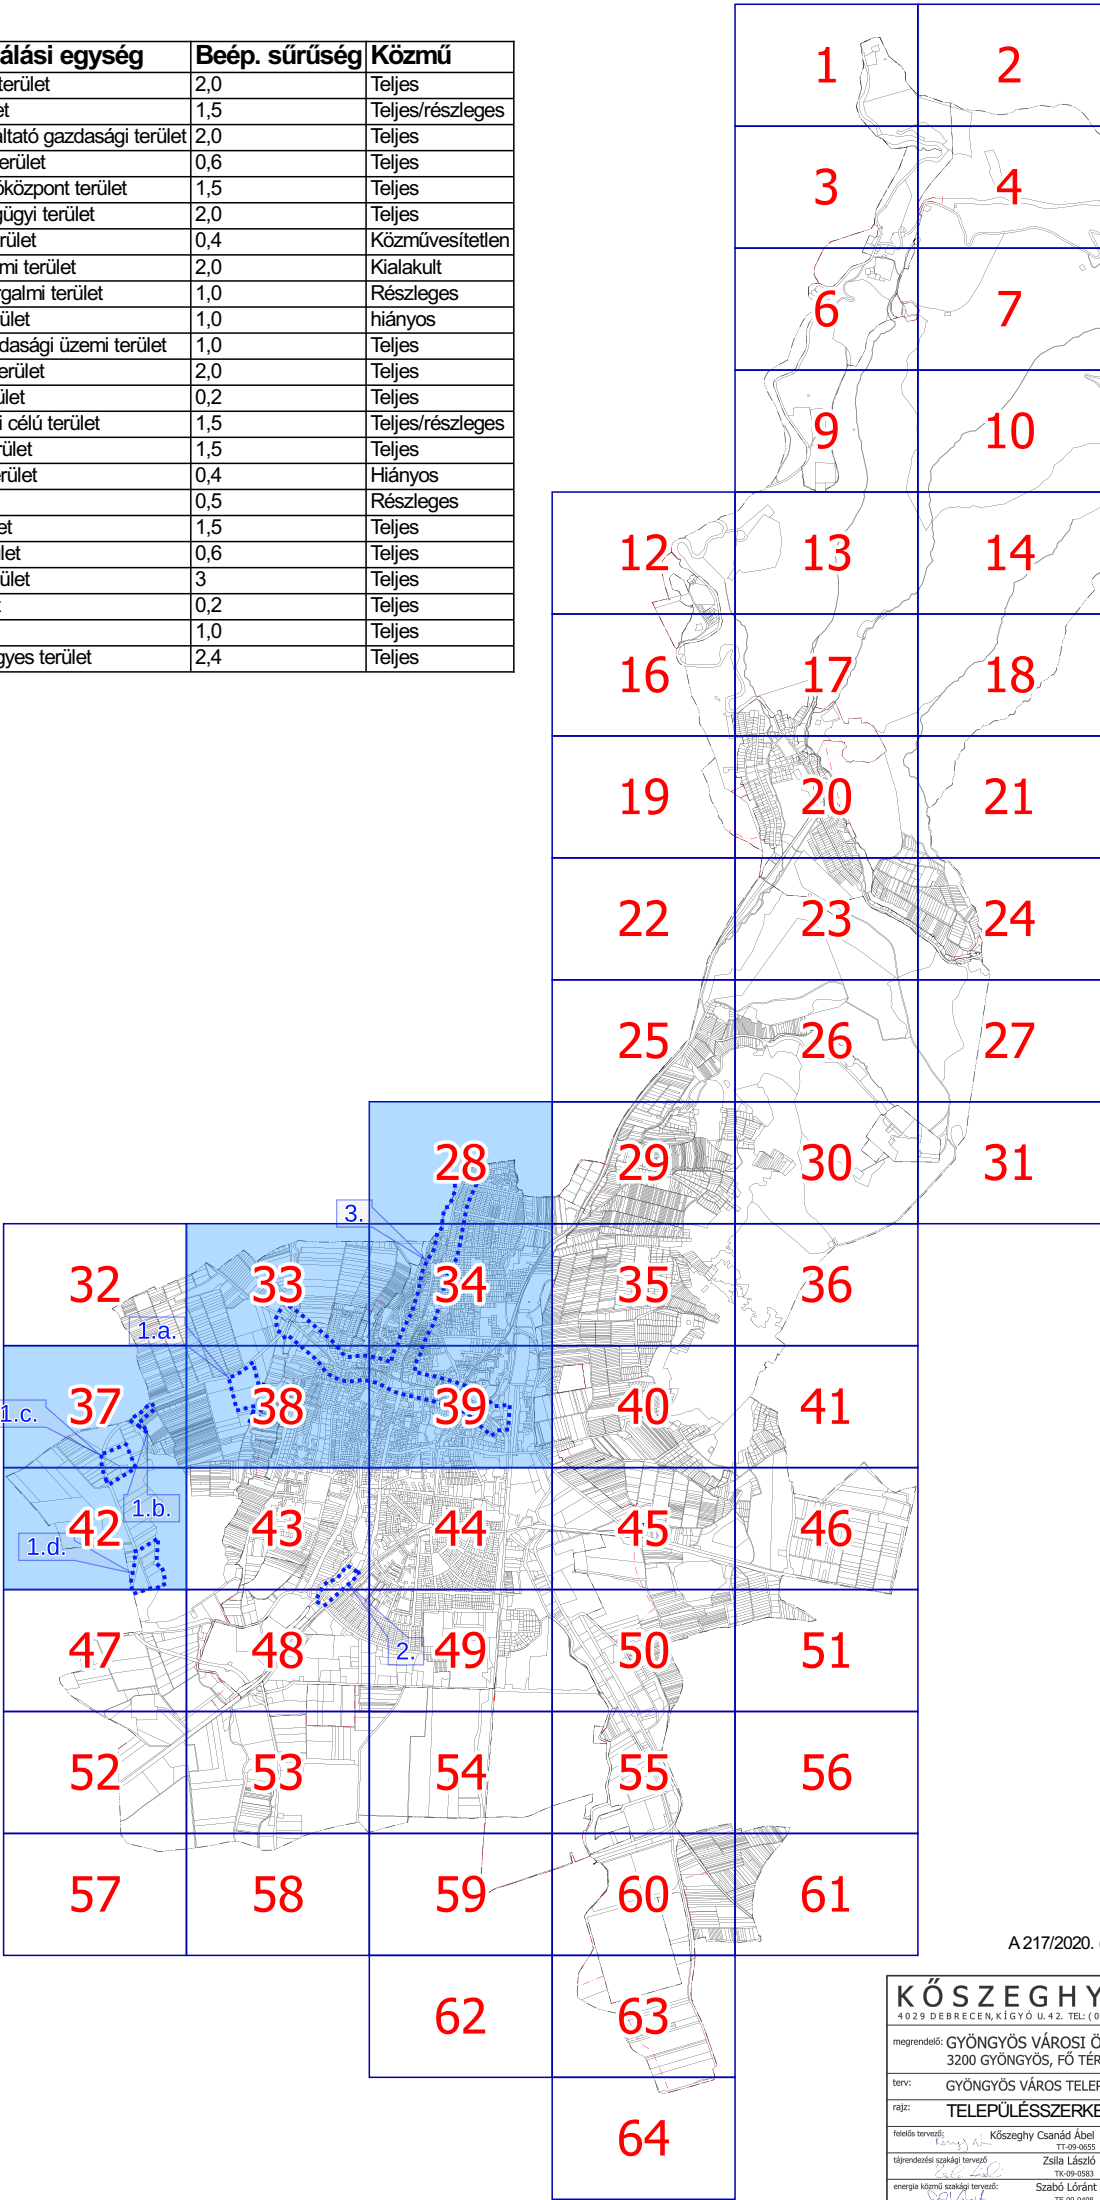 álási egység Beép. sűrűség Közmű
terület 2,0 Teljes
et 1,5 Teljes/részleges
áltató gazdasági terület 2,0 Teljes
erület 0,6 Teljes
óközpont terület 1,5 Teljes
gügyi terület 2,0 Teljes
rület 0,4 Közművesítetlen
mi terület 2,0 Kialakult
rgalmi terület 1,0 Részleges
ület 1,0 hiányos
dasági üzemi terület 1,0 Teljes
erület 2,0 Teljes
ület 0,2 Teljes
i célú terület 1,5 Teljes/részleges
rület 1,5 Teljes
erület 0,4 Hiányos
0,5 Részleges
et 1,5 Teljes
let 0,6 Teljes
ület 3 Teljes
t 0,2 Teljes
1,0 Teljes
gyes terület 2,4 Teljes
1 2
3 4
6 7
9 10
12 13 14
16 17 18
19 20 21
22 23 24
25 26 27
28 29 30 31
3.
32 33 34 35 36
1.a.
37 38 39 40 41
1.c.
1.b.
42 43 44 45 46
1.d.
47 48 49 50 51
2.
52 53 54 55 56
57 58 59 60 61
62 63
64
A 217/2020.
KŐSZEGHY
4029 DEBRECEN, KÍGYÓ U. 42. TEL: (0
megrendelő: GYÖNGYÖS VÁROSI Ö
3200 GYÖNGYÖS, FŐ TÉR
terv: GYÖNGYÖS VÁROS TELEP
rajz: TELEPÜLÉSSZERKE
felelős tervező: Kőszeghy Csanád Ábel
TT-09-0655
tájrendezési szakági tervező Zsila László
TK-09-0583
energia közmű szakági tervező: Szabó Lóránt
TE-09-0408